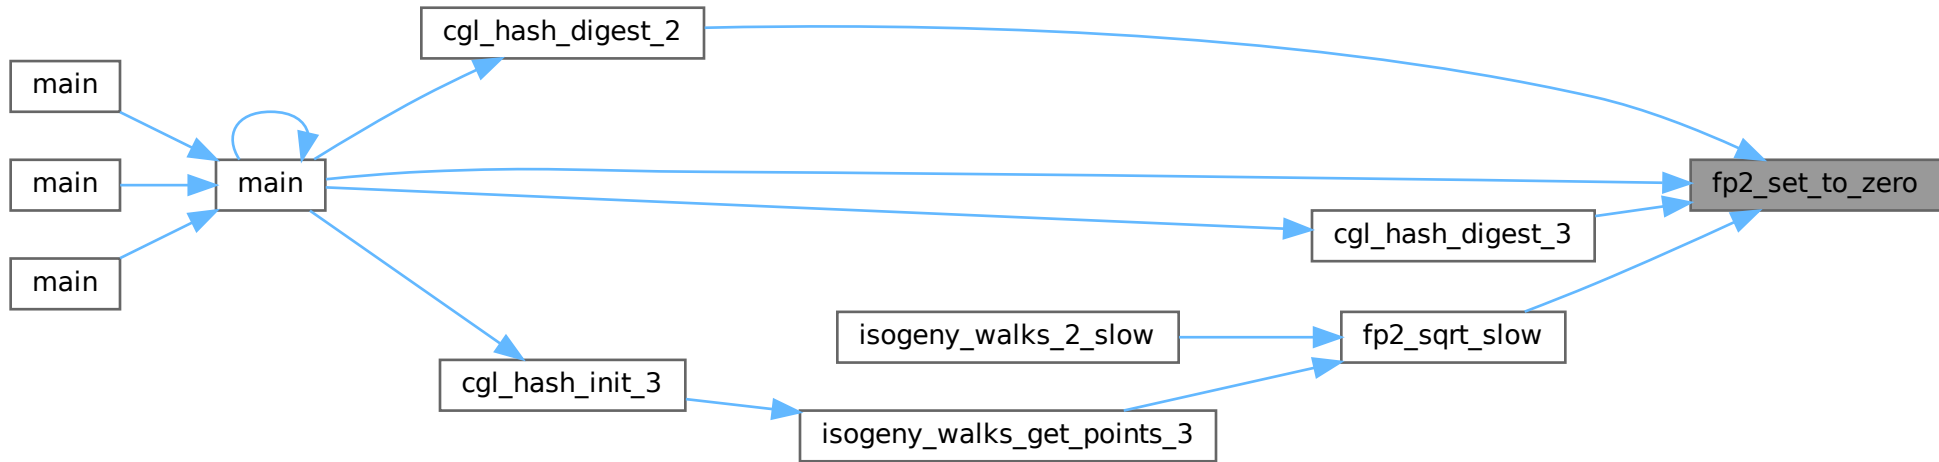 cgl_hash_digest_2
main
main
main
fp2_set_to_zero
cgl_hash_digest_3
main
isogeny_walks_2_slow
fp2_sqrt_slow
cgl_hash_init_3
isogeny_walks_get_points_3